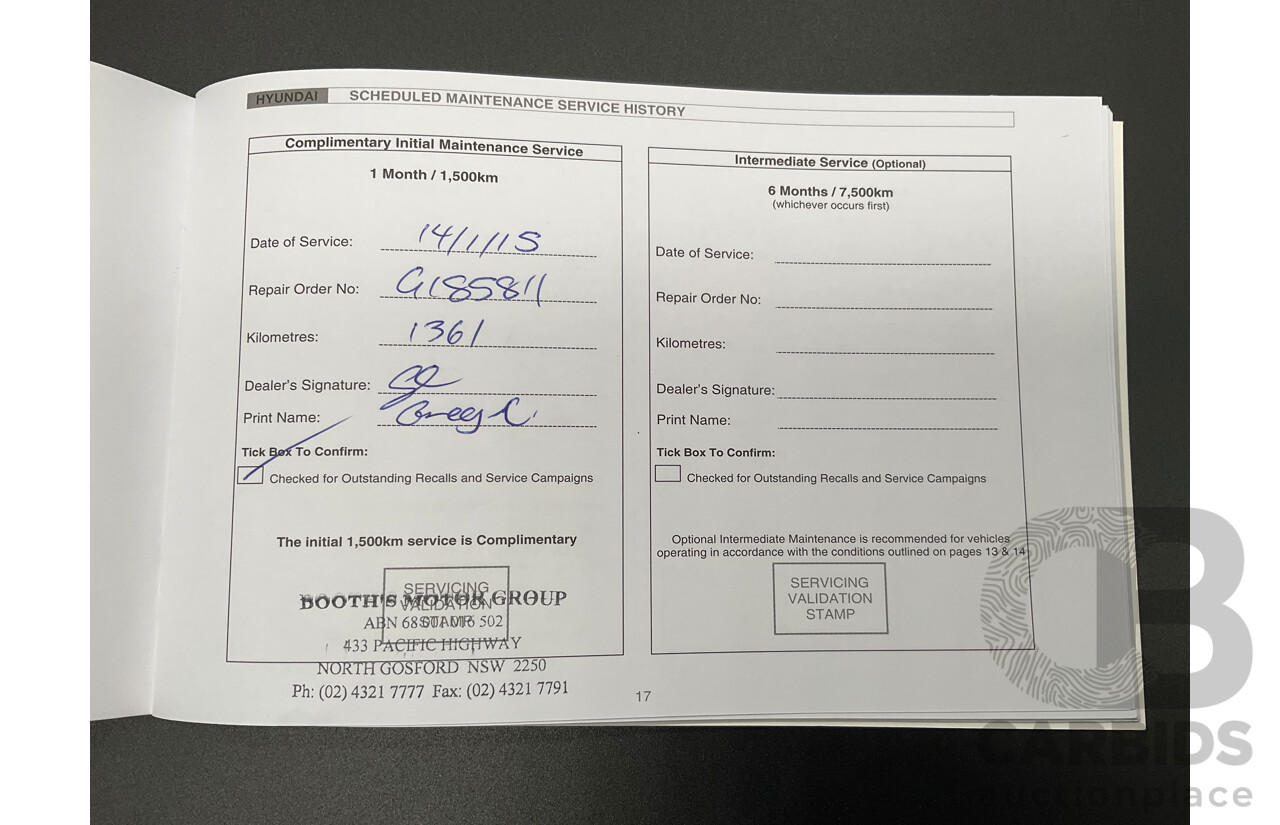 HYUNDAI SCHEDULED MAINTENANCE SERVICE HISTORY
Complimentary Initial Maintenance Service
1 Month / 1,500km
Date of Service: 14/1/15
Repair Order No: G185811
Kilometres: 1361
Dealer's Signature:
Print Name: Greg C.
Tick Box To Confirm:
Checked for Outstanding Recalls and Service Campaigns
The initial 1,500km service is Complimentary
SERVICING
VALIDATION
STAMP
BOOTH'S MOTOR GROUP
ABN 68 001 016 502
433 PACIFIC HIGHWAY
NORTH GOSFORD NSW 2250
Ph: (02) 4321 7777 Fax: (02) 4321 7791
Intermediate Service (Optional)
6 Months / 7,500km
(whichever occurs first)
Date of Service:
Repair Order No:
Kilometres:
Dealer's Signature:
Print Name:
Tick Box To Confirm:
Checked for Outstanding Recalls and Service Campaigns
Optional Intermediate Maintenance is recommended for vehicles
operating in accordance with the conditions outlined on pages 13 & 14
SERVICING
VALIDATION
STAMP
17
CARBIDS
auctionplace